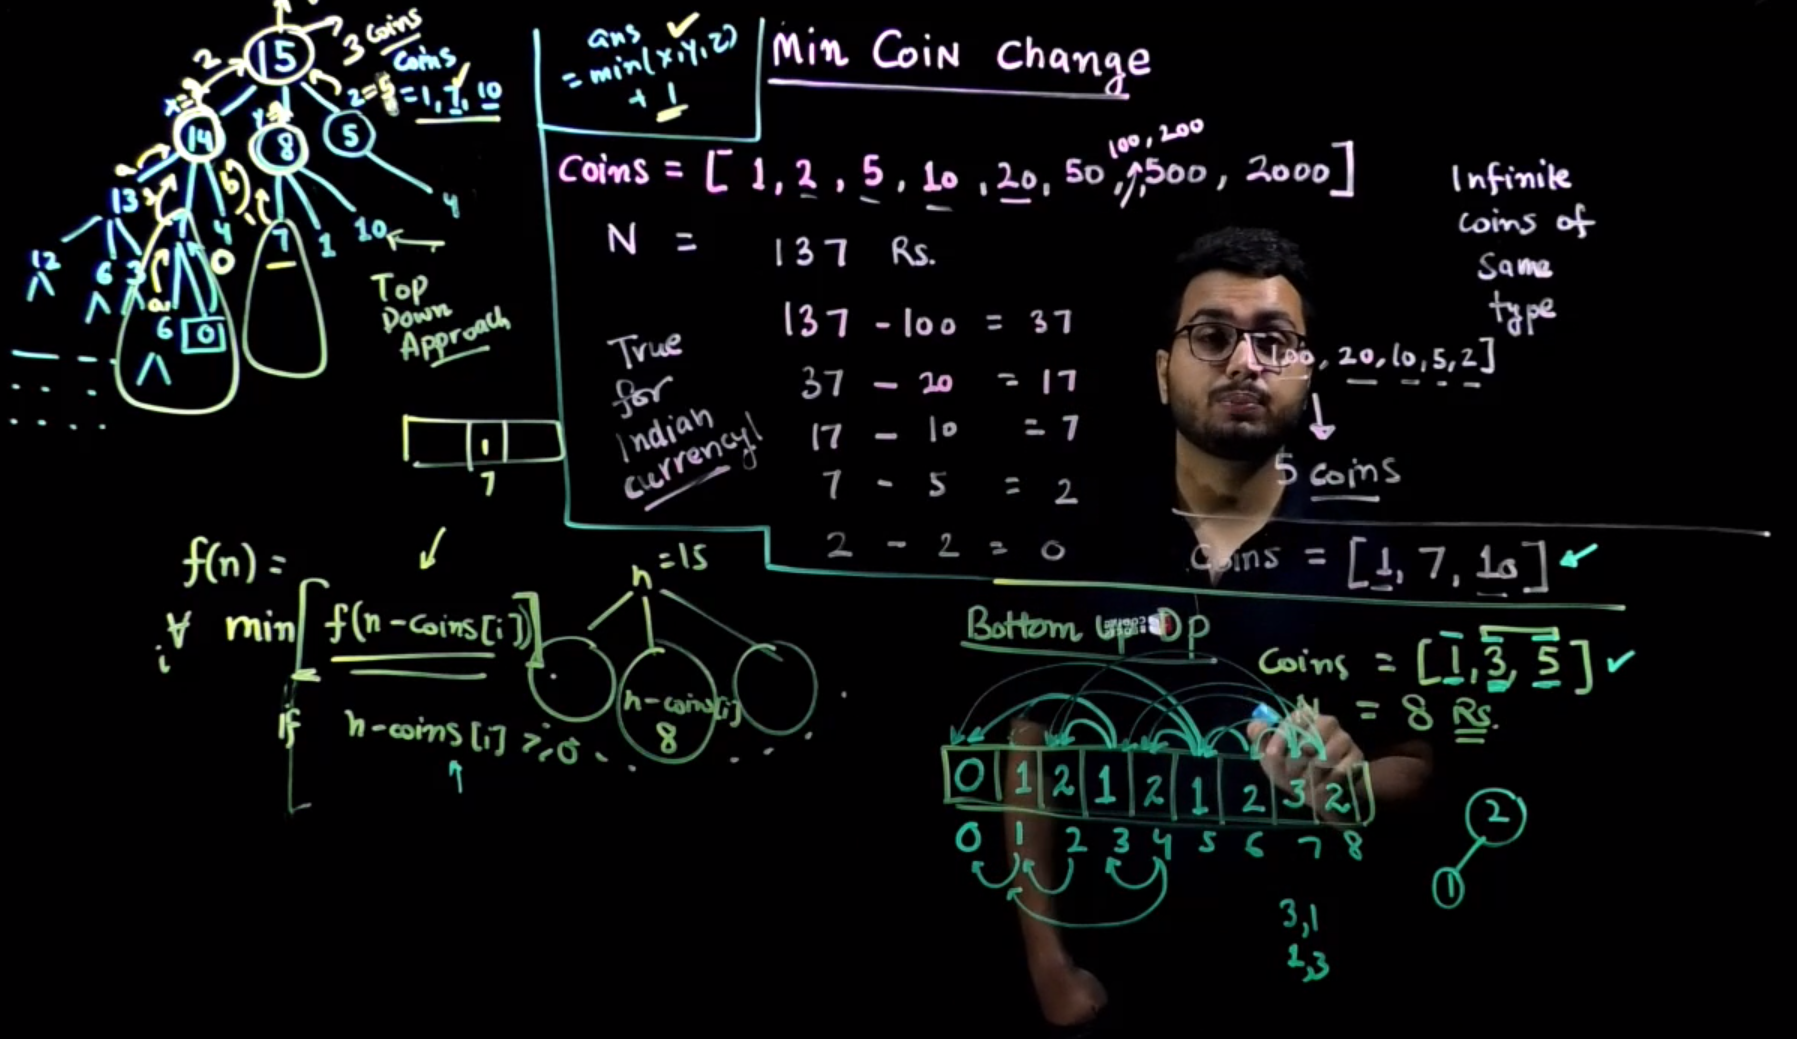 15
3 coins
coins
= 1, 7, 10
2
14
8
5
13
7
4
7
1
10
4
12
6
3
0
6
0
Top
Down
Approach
1
7
ans
= min(x,y,z)
+ 1
Min Coin Change
100, 200
Coins = [ 1, 2, 5, 10, 20, 50, , 500, 2000]
N = 137 Rs.
137 - 100 = 37
37 - 20 = 17
17 - 10 = 7
7 - 5 = 2
2 - 2 = 0
True
for
Indian
currency!
Infinite
coins of
same
type
100, 20, 10, 5, 2]
5 coins
Coins = [1, 7, 10]
f(n) =
∀ i min [ f(n - coins[i]) ]
if n - coins[i] >, 0
n = 15
n-coins[i]
8
Bottom Up Dp
Coins = [1, 3, 5]
N = 8 Rs.
0 1 2 1 2 1 2 3 2
0 1 2 3 4 5 6 7 8
2
1
3,1
1,3